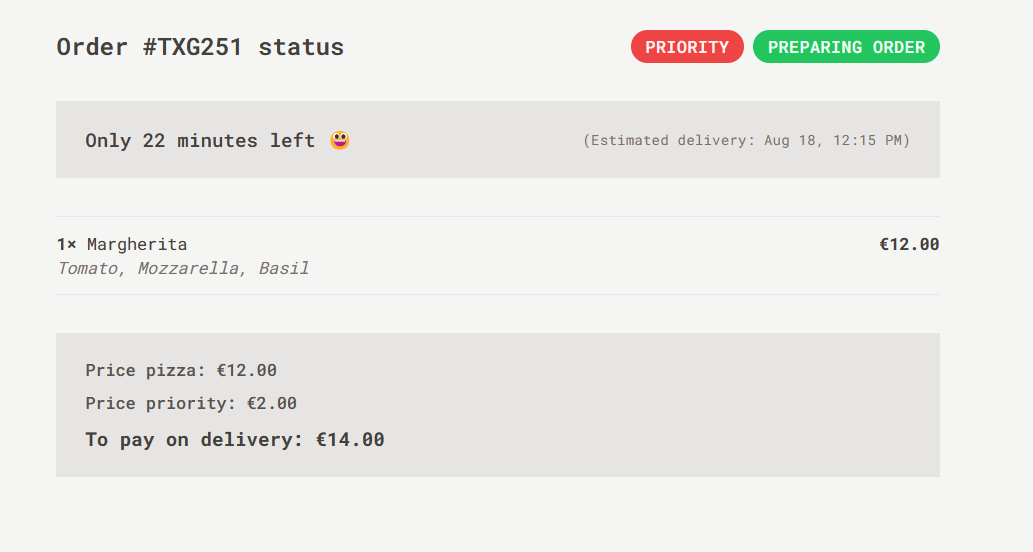 Order #TXG251 status
PRIORITY
PREPARING ORDER
Only 22 minutes left 😀
(Estimated delivery: Aug 18, 12:15 PM)
1× Margherita
€12.00
Tomato, Mozzarella, Basil
Price pizza: €12.00
Price priority: €2.00
To pay on delivery: €14.00